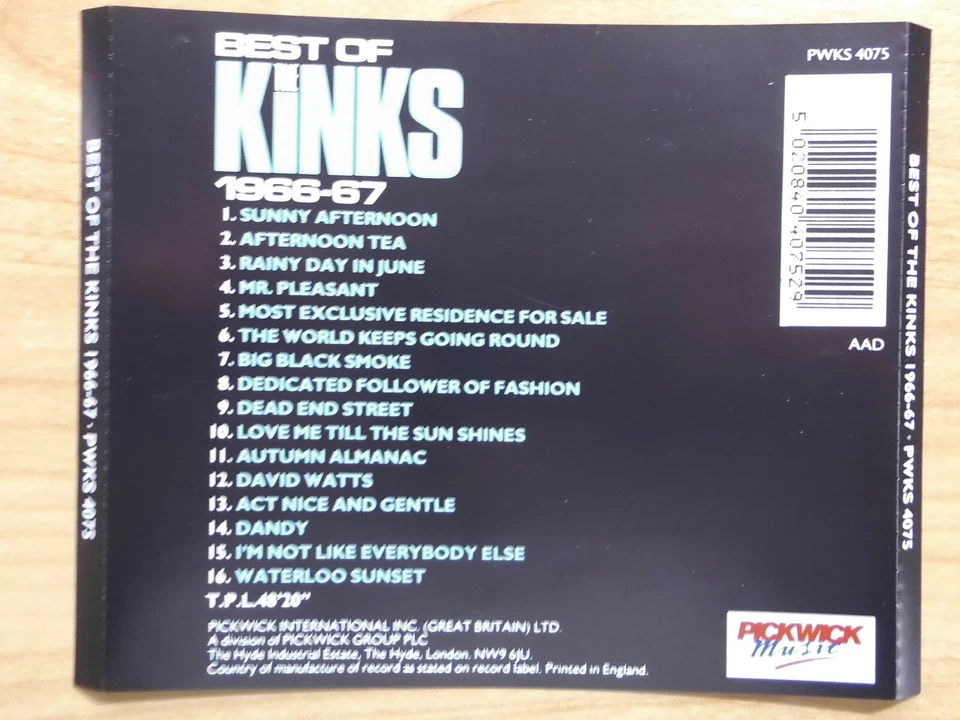 BEST OF
THE
KINKS
1966-67
1. SUNNY AFTERNOON
2. AFTERNOON TEA
3. RAINY DAY IN JUNE
4. MR. PLEASANT
5. MOST EXCLUSIVE RESIDENCE FOR SALE
6. THE WORLD KEEPS GOING ROUND
7. BIG BLACK SMOKE
8. DEDICATED FOLLOWER OF FASHION
9. DEAD END STREET
10. LOVE ME TILL THE SUN SHINES
11. AUTUMN ALMANAC
12. DAVID WATTS
13. ACT NICE AND GENTLE
14. DANDY
15. I'M NOT LIKE EVERYBODY ELSE
16. WATERLOO SUNSET
T.P.L.48'20"
PICKWICK INTERNATIONAL INC. (GREAT BRITAIN) LTD.
A division of PICKWICK GROUP PLC
The Hyde Industrial Estate, The Hyde, London. NW9 6JU.
Country of manufacture of record as stated on record label. Printed in England.
PWKS 4075
5 020840 407529
AAD
PICKWICK
Music
BEST OF THE KINKS 1966-67 · PWKS 4075
BEST OF THE KINKS 1966-67 · PWKS 4075